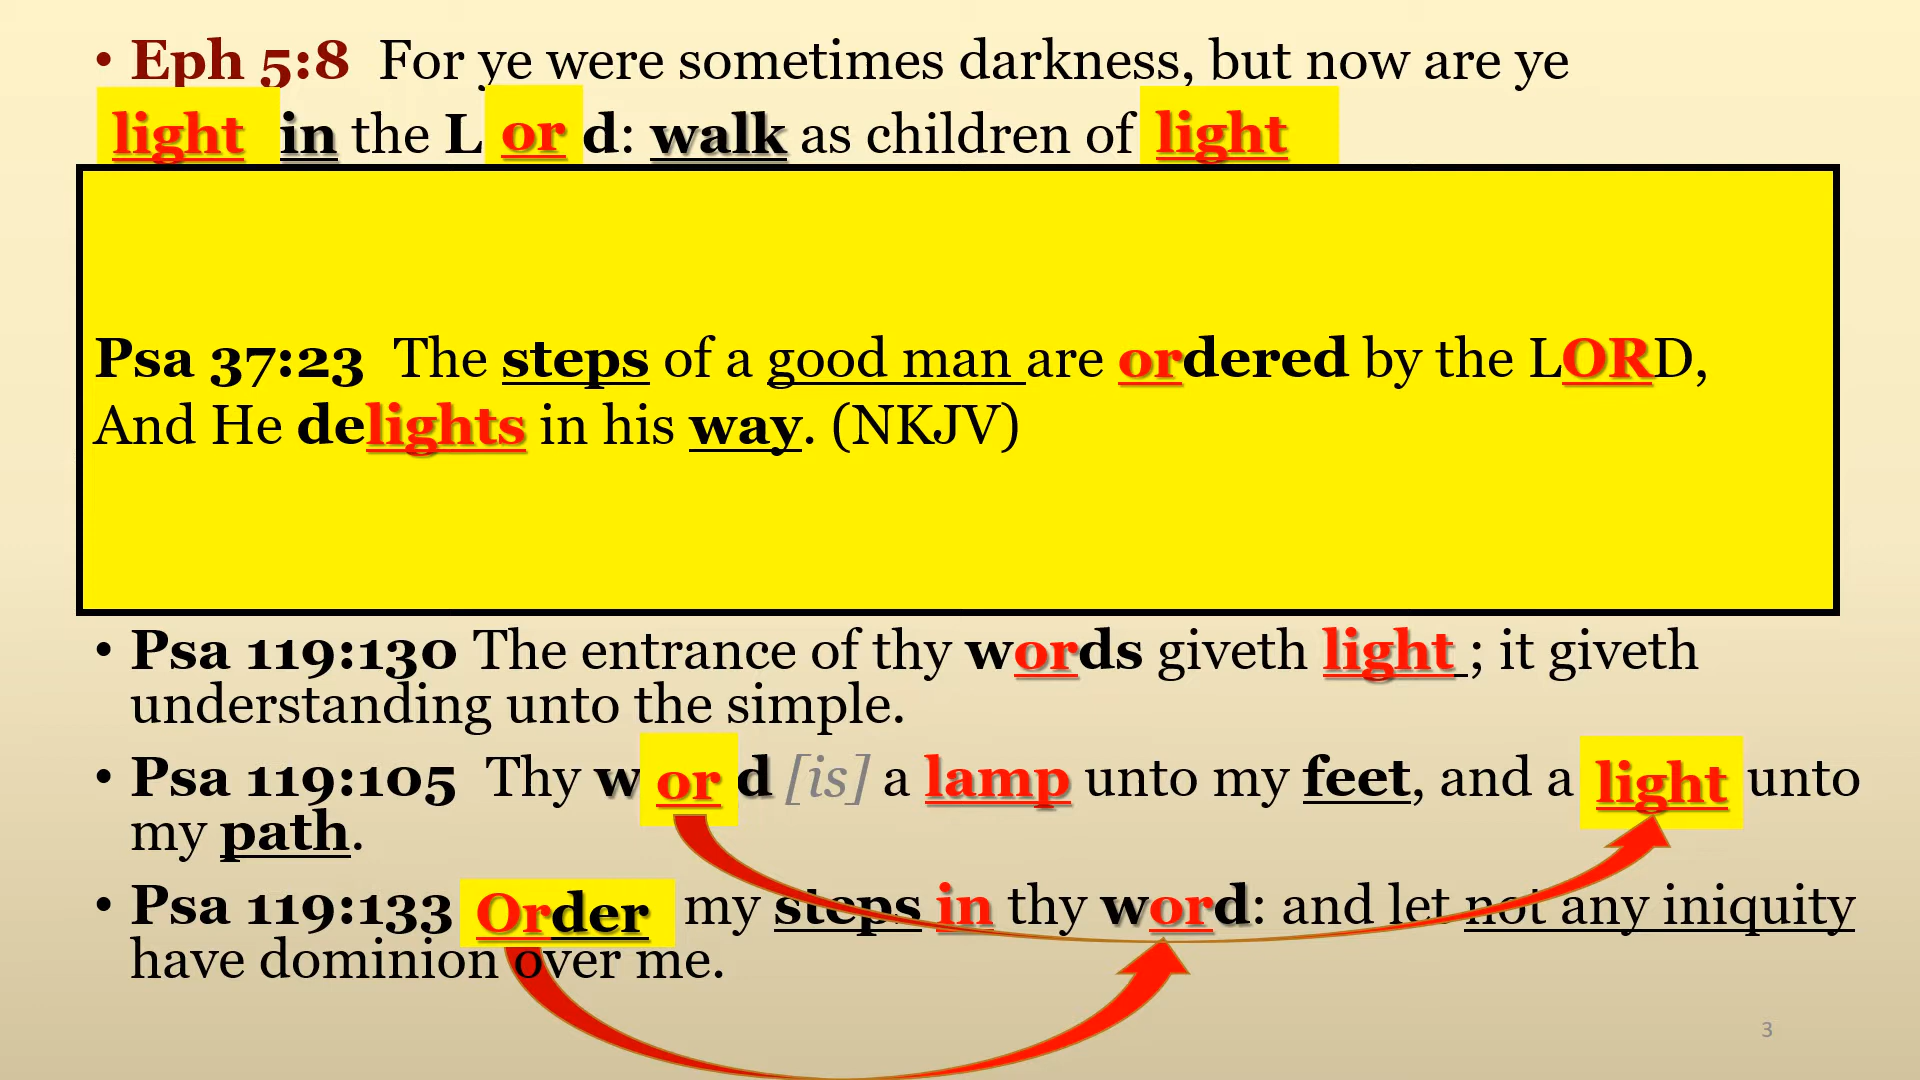 • Eph 5:8 For ye were sometimes darkness, but now are ye
light in the Lord: walk as children of light
Psa 37:23 The steps of a good man are ordered by the LORD,
And He delights in his way. (NKJV)
• Psa 119:130 The entrance of thy words giveth light ; it giveth
understanding unto the simple.
• Psa 119:105 Thy word [is] a lamp unto my feet, and a light unto
my path.
• Psa 119:133 Order my steps in thy word: and let not any iniquity
have dominion over me.
3